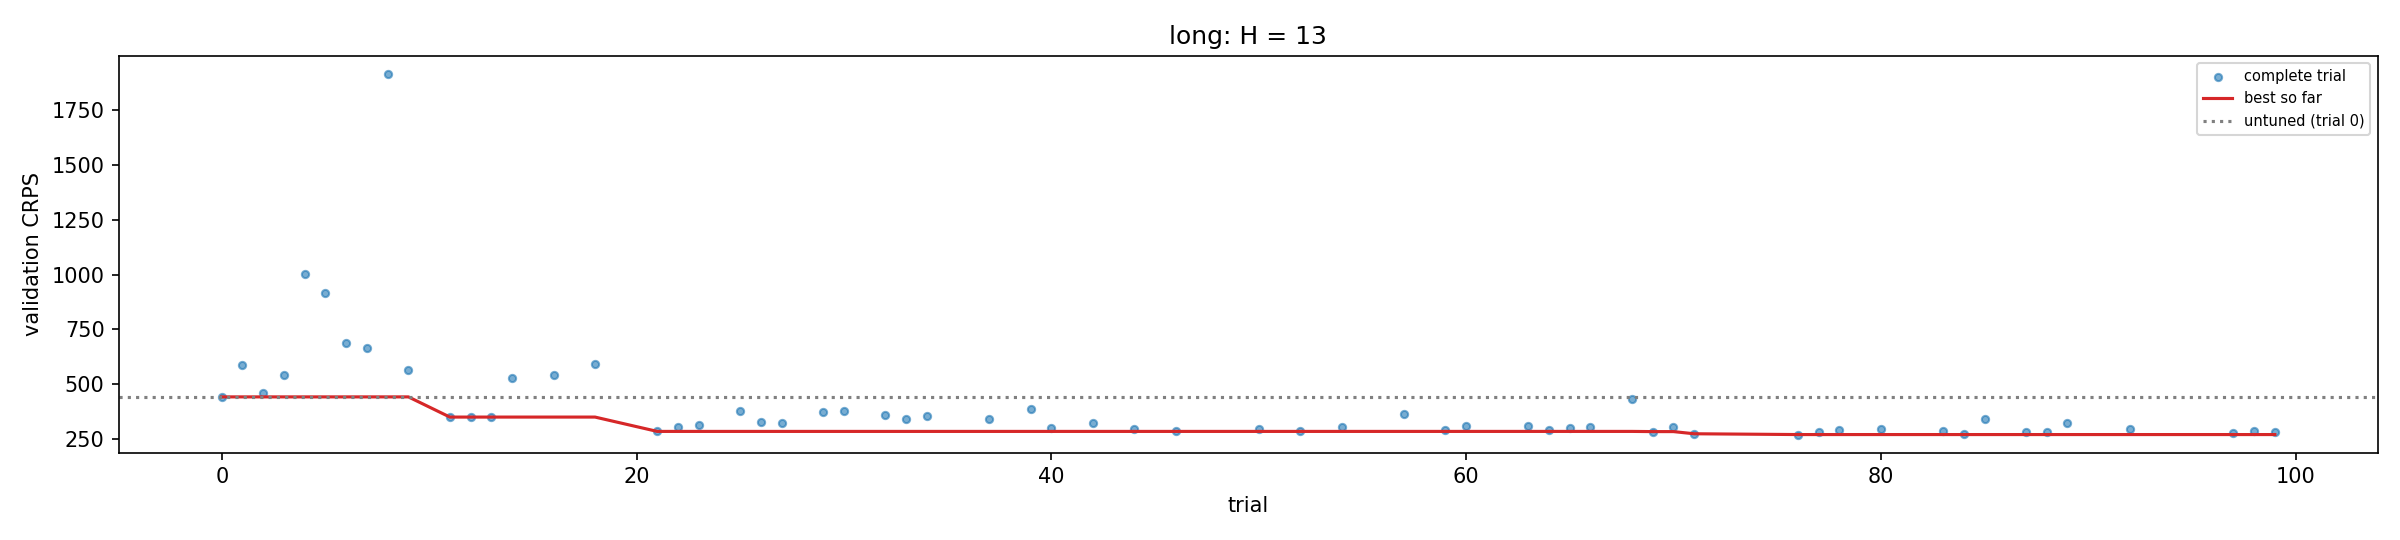 long: H = 13
validation CRPS
1750
1500
1250
1000
750
500
250
complete trial
best so far
untuned (trial 0)
0
20
40
60
80
100
trial